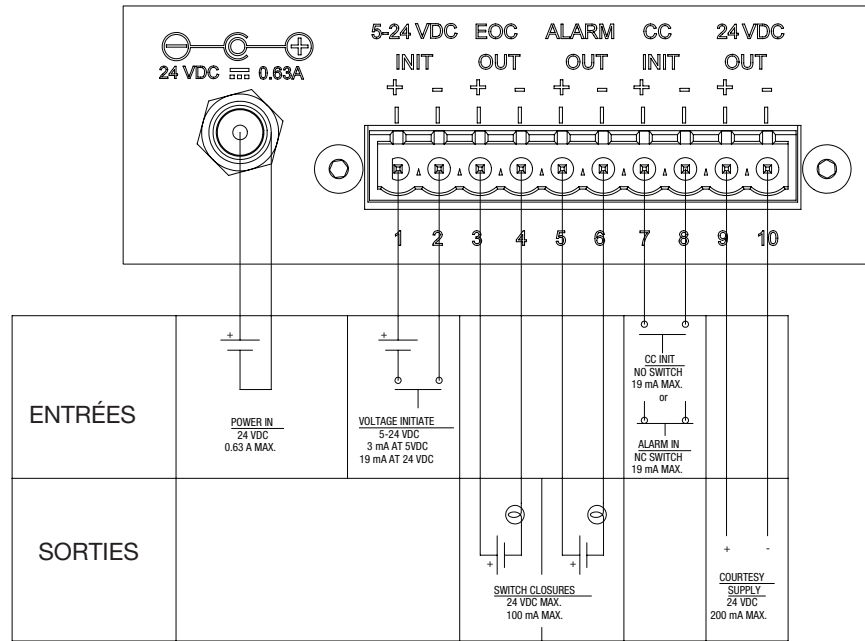 5-24 VDC EOC ALARM CC 24 VDC
INIT OUT OUT INIT OUT
24 VDC 0.63A
+ - + - + - + - + -
1 2 3 4 5 6 7 8 9 10
ENTRÉES
+
POWER IN
24 VDC
0.63 A MAX.
+
VOLTAGE INITIATE
5-24 VDC
3 mA AT 5VDC
19 mA AT 24 VDC
CC INIT
NO SWITCH
19 mA MAX.
or
ALARM IN
NC SWITCH
19 mA MAX.
SORTIES
+ +
SWITCH CLOSURES
24 VDC MAX.
100 mA MAX.
+ -
COURTESY
SUPPLY
24 VDC
200 mA MAX.